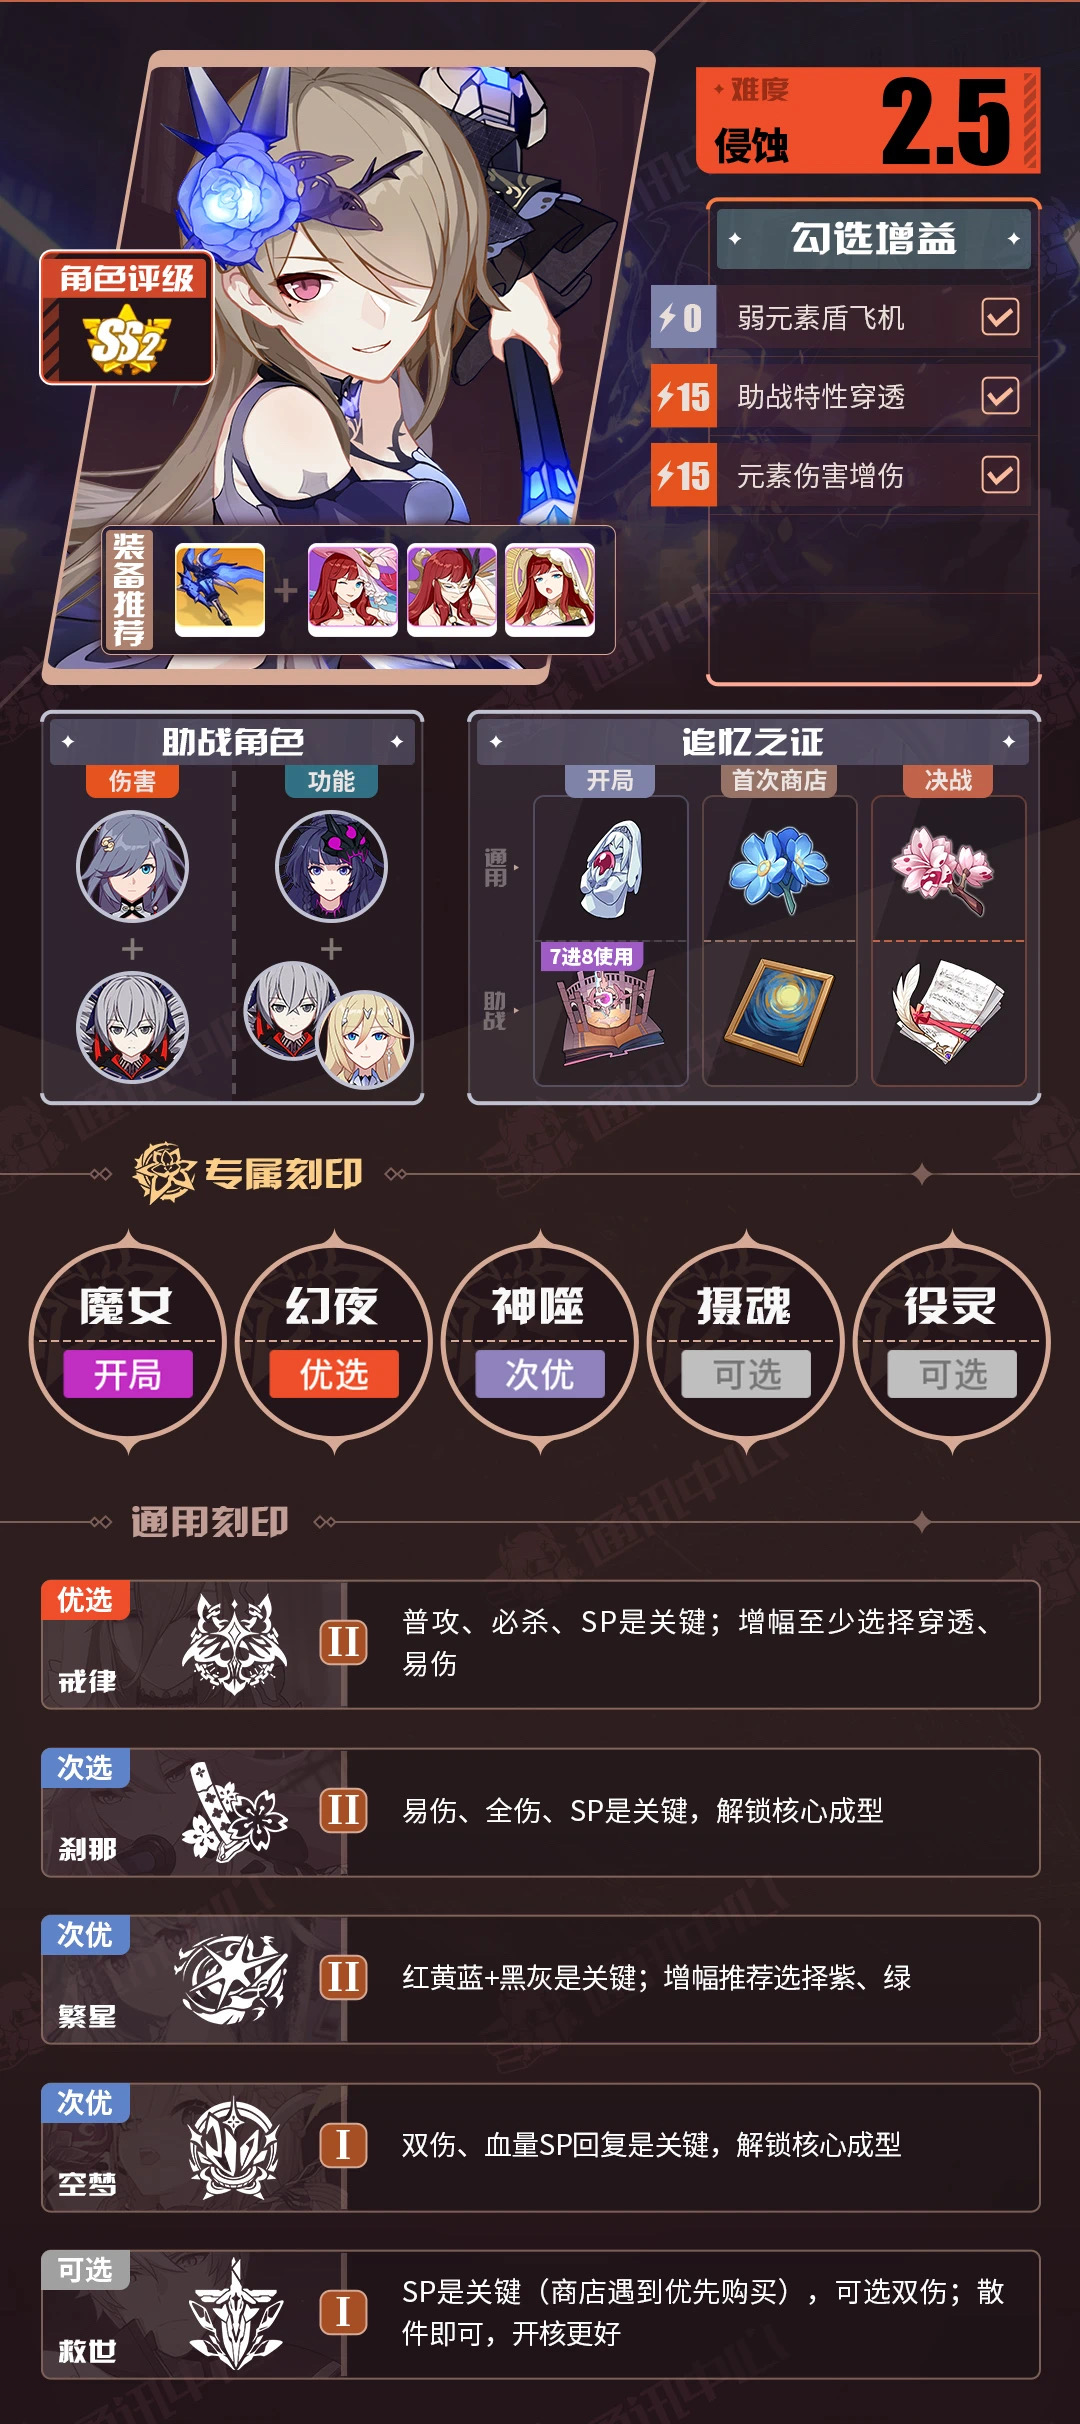 难度
侵蚀
2.5
角色评级
SS2
勾选增益
0
弱元素盾飞机
15
助战特性穿透
15
元素伤害增伤
装备推荐
+
助战角色
伤害
功能
+
+
追忆之证
开局
首次商店
决战
通用
7进8使用
助战
专属刻印
魔女
开局
幻夜
优选
神噬
次优
摄魂
可选
役灵
可选
通用刻印
优选
戒律
II
普攻、必杀、SP是关键；增幅至少选择穿透、
易伤
次选
刹那
II
易伤、全伤、SP是关键，解锁核心成型
次优
繁星
II
红黄蓝+黑灰是关键；增幅推荐选择紫、绿
次优
空梦
I
双伤、血量SP回复是关键，解锁核心成型
可选
救世
I
SP是关键（商店遇到优先购买），可选双伤；散
件即可，开核更好
通讯中心